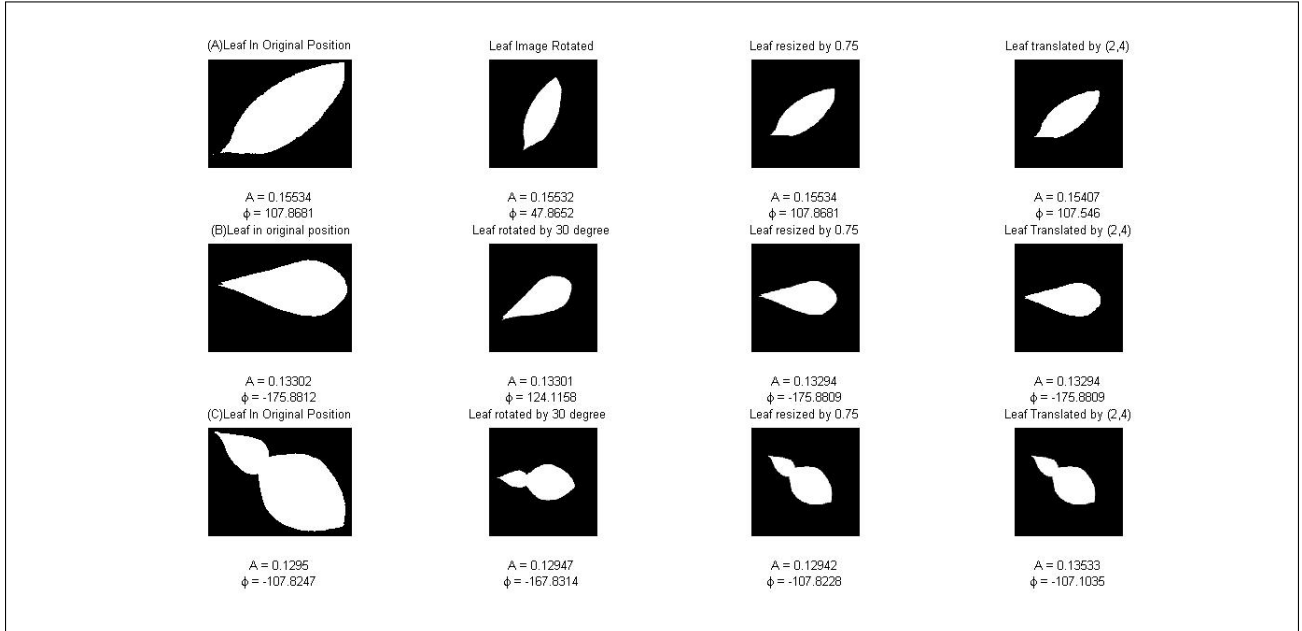 (A)Leaf In Original Position
Leaf Image Rotated
Leaf resized by 0.75
Leaf translated by (2,4)
A = 0.15534
ϕ = 107.8681
A = 0.15532
ϕ = 47.8652
A = 0.15534
ϕ = 107.8681
A = 0.15407
ϕ = 107.546
(B)Leaf in original position
Leaf rotated by 30 degree
Leaf resized by 0.75
Leaf Translated by (2,4)
A = 0.13302
ϕ = -175.8812
A = 0.13301
ϕ = 124.1158
A = 0.13294
ϕ = -175.8809
A = 0.13294
ϕ = -175.8809
(C)Leaf In Original Position
Leaf rotated by 30 degree
Leaf resized by 0.75
Leaf Translated by (2,4)
A = 0.1295
ϕ = -107.8247
A = 0.12947
ϕ = -167.8314
A = 0.12942
ϕ = -107.8228
A = 0.13533
ϕ = -107.1035